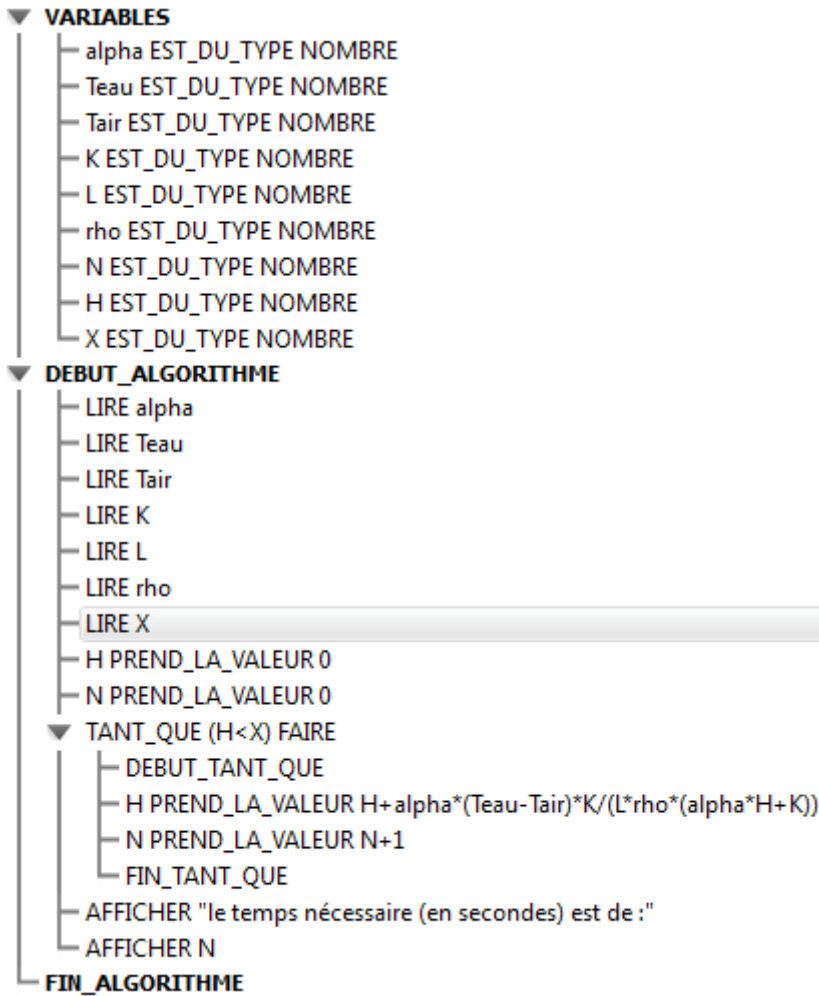 VARIABLES
alpha EST_DU_TYPE NOMBRE
Teau EST_DU_TYPE NOMBRE
Tair EST_DU_TYPE NOMBRE
K EST_DU_TYPE NOMBRE
L EST_DU_TYPE NOMBRE
rho EST_DU_TYPE NOMBRE
N EST_DU_TYPE NOMBRE
H EST_DU_TYPE NOMBRE
X EST_DU_TYPE NOMBRE
DEBUT_ALGORITHME
LIRE alpha
LIRE Teau
LIRE Tair
LIRE K
LIRE L
LIRE rho
LIRE X
H PREND_LA_VALEUR 0
N PREND_LA_VALEUR 0
TANT_QUE (H<X) FAIRE
DEBUT_TANT_QUE
H PREND_LA_VALEUR H+alpha*(Teau-Tair)*K/(L*rho*(alpha*H+K))
N PREND_LA_VALEUR N+1
FIN_TANT_QUE
AFFICHER "le temps nécessaire (en secondes) est de :"
AFFICHER N
FIN_ALGORITHME